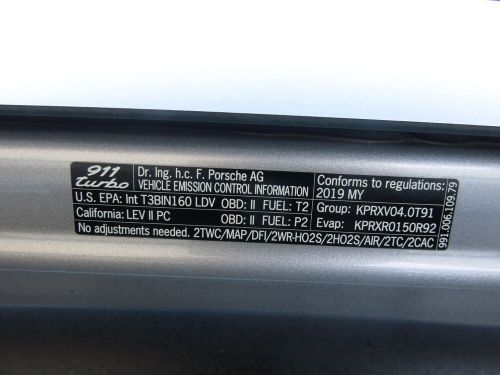 911 turbo
Dr. Ing. h.c. F. Porsche AG
VEHICLE EMISSION CONTROL INFORMATION
Conforms to regulations:
2019 MY
U.S. EPA: Int T3BIN160 LDV OBD: II FUEL: T2
Group: KPRXV04.0T91
California: LEV II PC OBD: II FUEL: P2
Evap: KPRXR0150R92
No adjustments needed. 2TWC/MAP/DFI/2WR-HO2S/2HO2S/AIR/2TC/2CAC
991.006.109.79